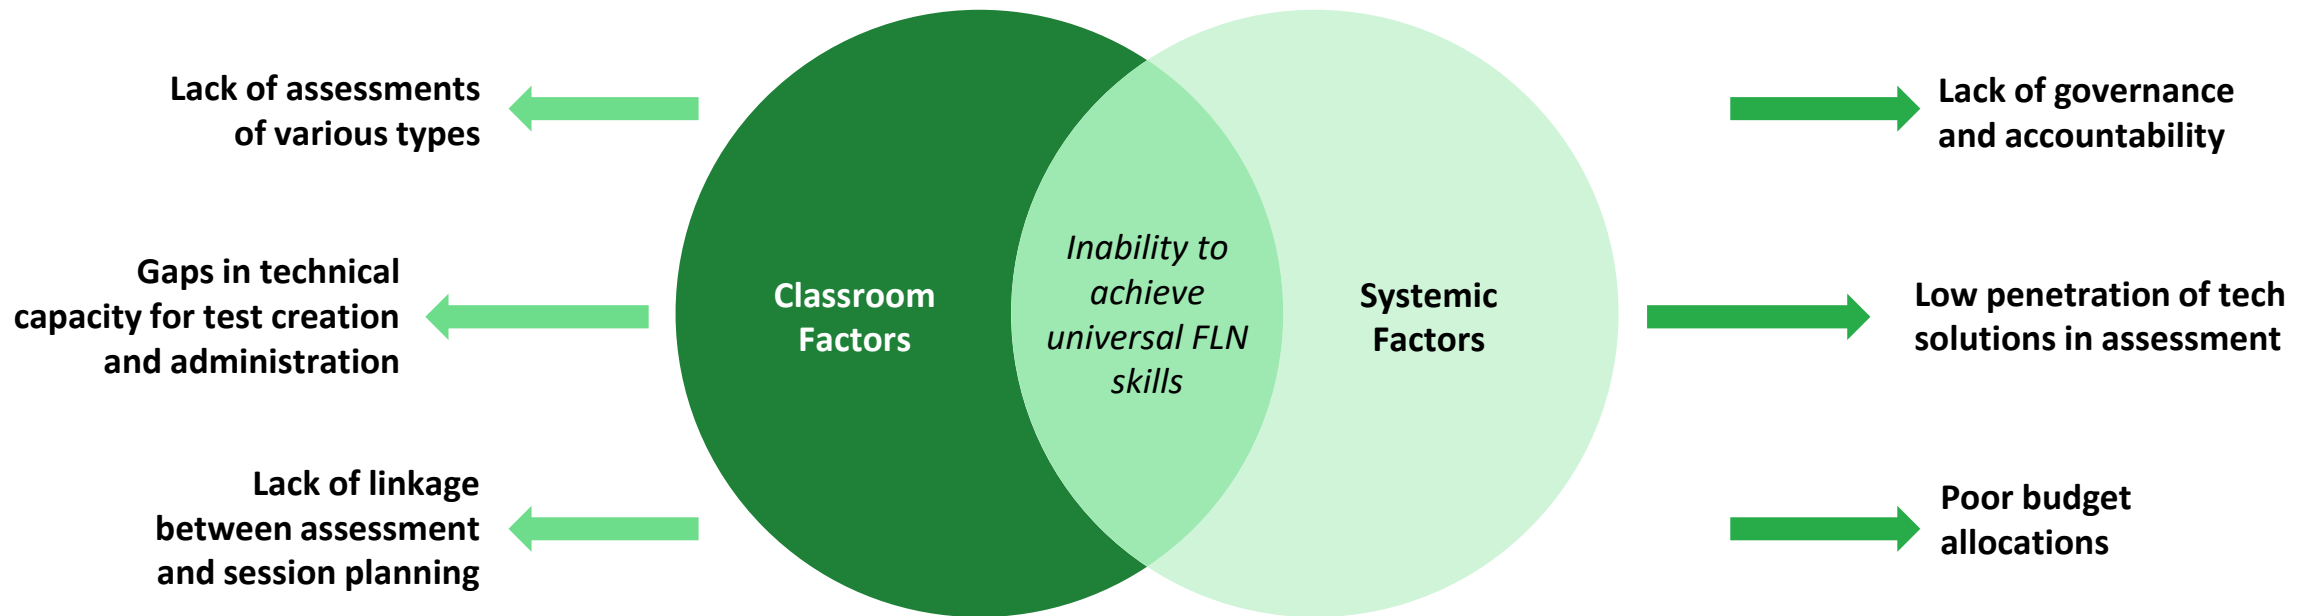 Lack of assessments
of various types
Gaps in technical
capacity for test creation
and administration
Lack of linkage
between assessment
and session planning
Classroom
Factors
Inability to
achieve
universal FLN
skills
Systemic
Factors
Lack of governance
and accountability
Low penetration of tech
solutions in assessment
Poor budget
allocations